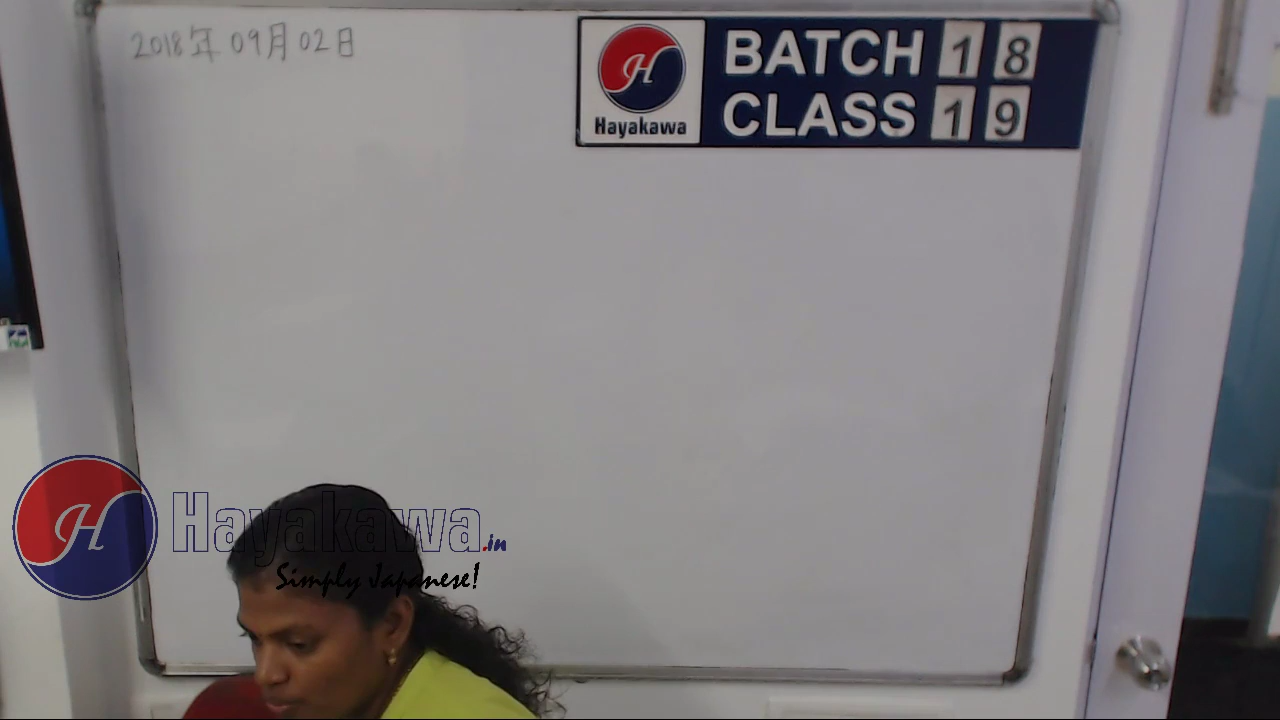 2018年 09月 02日
H
Hayakawa
BATCH 18
CLASS 19
H
Hayakawa.in
Simply Japanese!